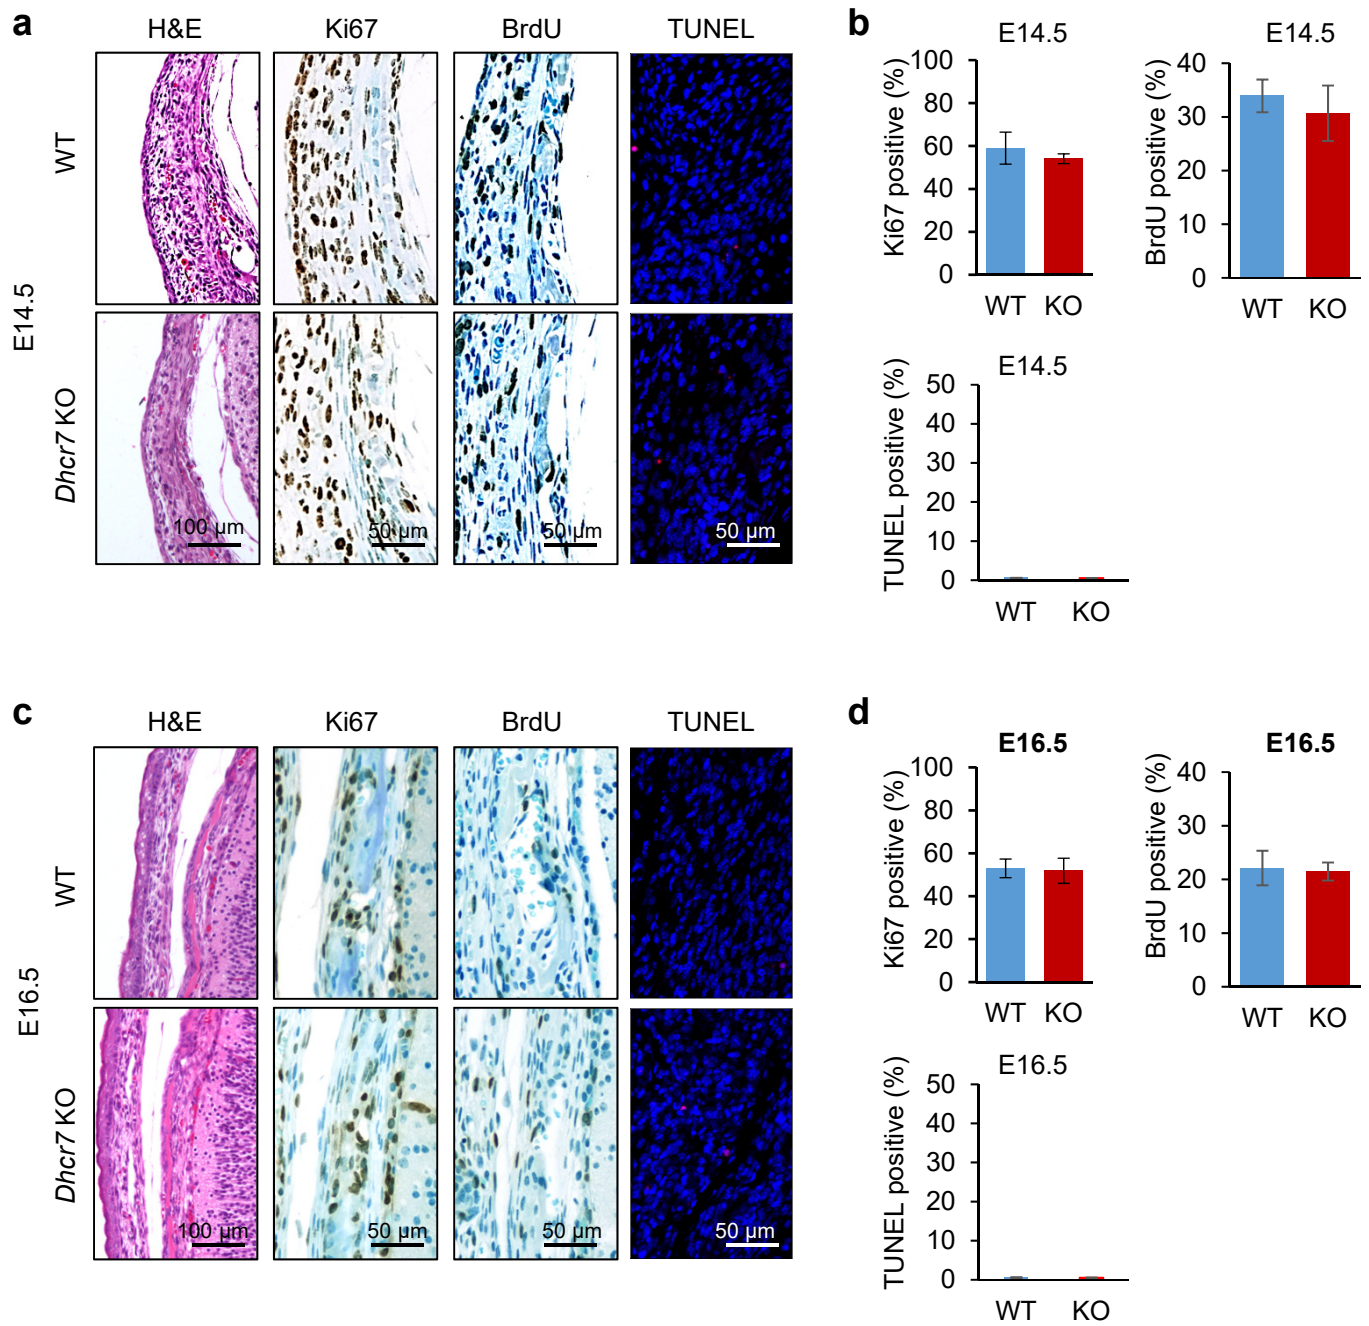 a
H&E
Ki67
BrdU
TUNEL
WT
Dhcr7 KO
E14.5
100 µm
50 µm
50 µm
50 µm
b
E14.5
Ki67 positive (%)
100
80
60
40
20
0
WT
KO
E14.5
BrdU positive (%)
40
30
20
10
0
WT
KO
E14.5
TUNEL positive (%)
50
40
30
20
10
0
WT
KO
c
H&E
Ki67
BrdU
TUNEL
WT
Dhcr7 KO
E16.5
100 µm
50 µm
50 µm
50 µm
d
E16.5
Ki67 positive (%)
100
80
60
40
20
0
WT
KO
E16.5
BrdU positive (%)
40
30
20
10
0
WT
KO
E16.5
TUNEL positive (%)
50
40
30
20
10
0
WT
KO